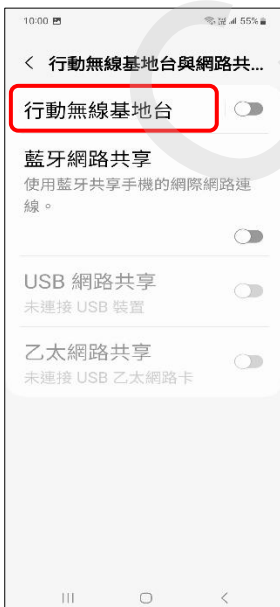 10:00 55%
行動無線基地台與網路共...
行動無線基地台
藍牙網路共享
使用藍牙共享手機的網際網路連
線。
USB 網路共享
未連接 USB 裝置
乙太網路共享
未連接 USB 乙太網路卡